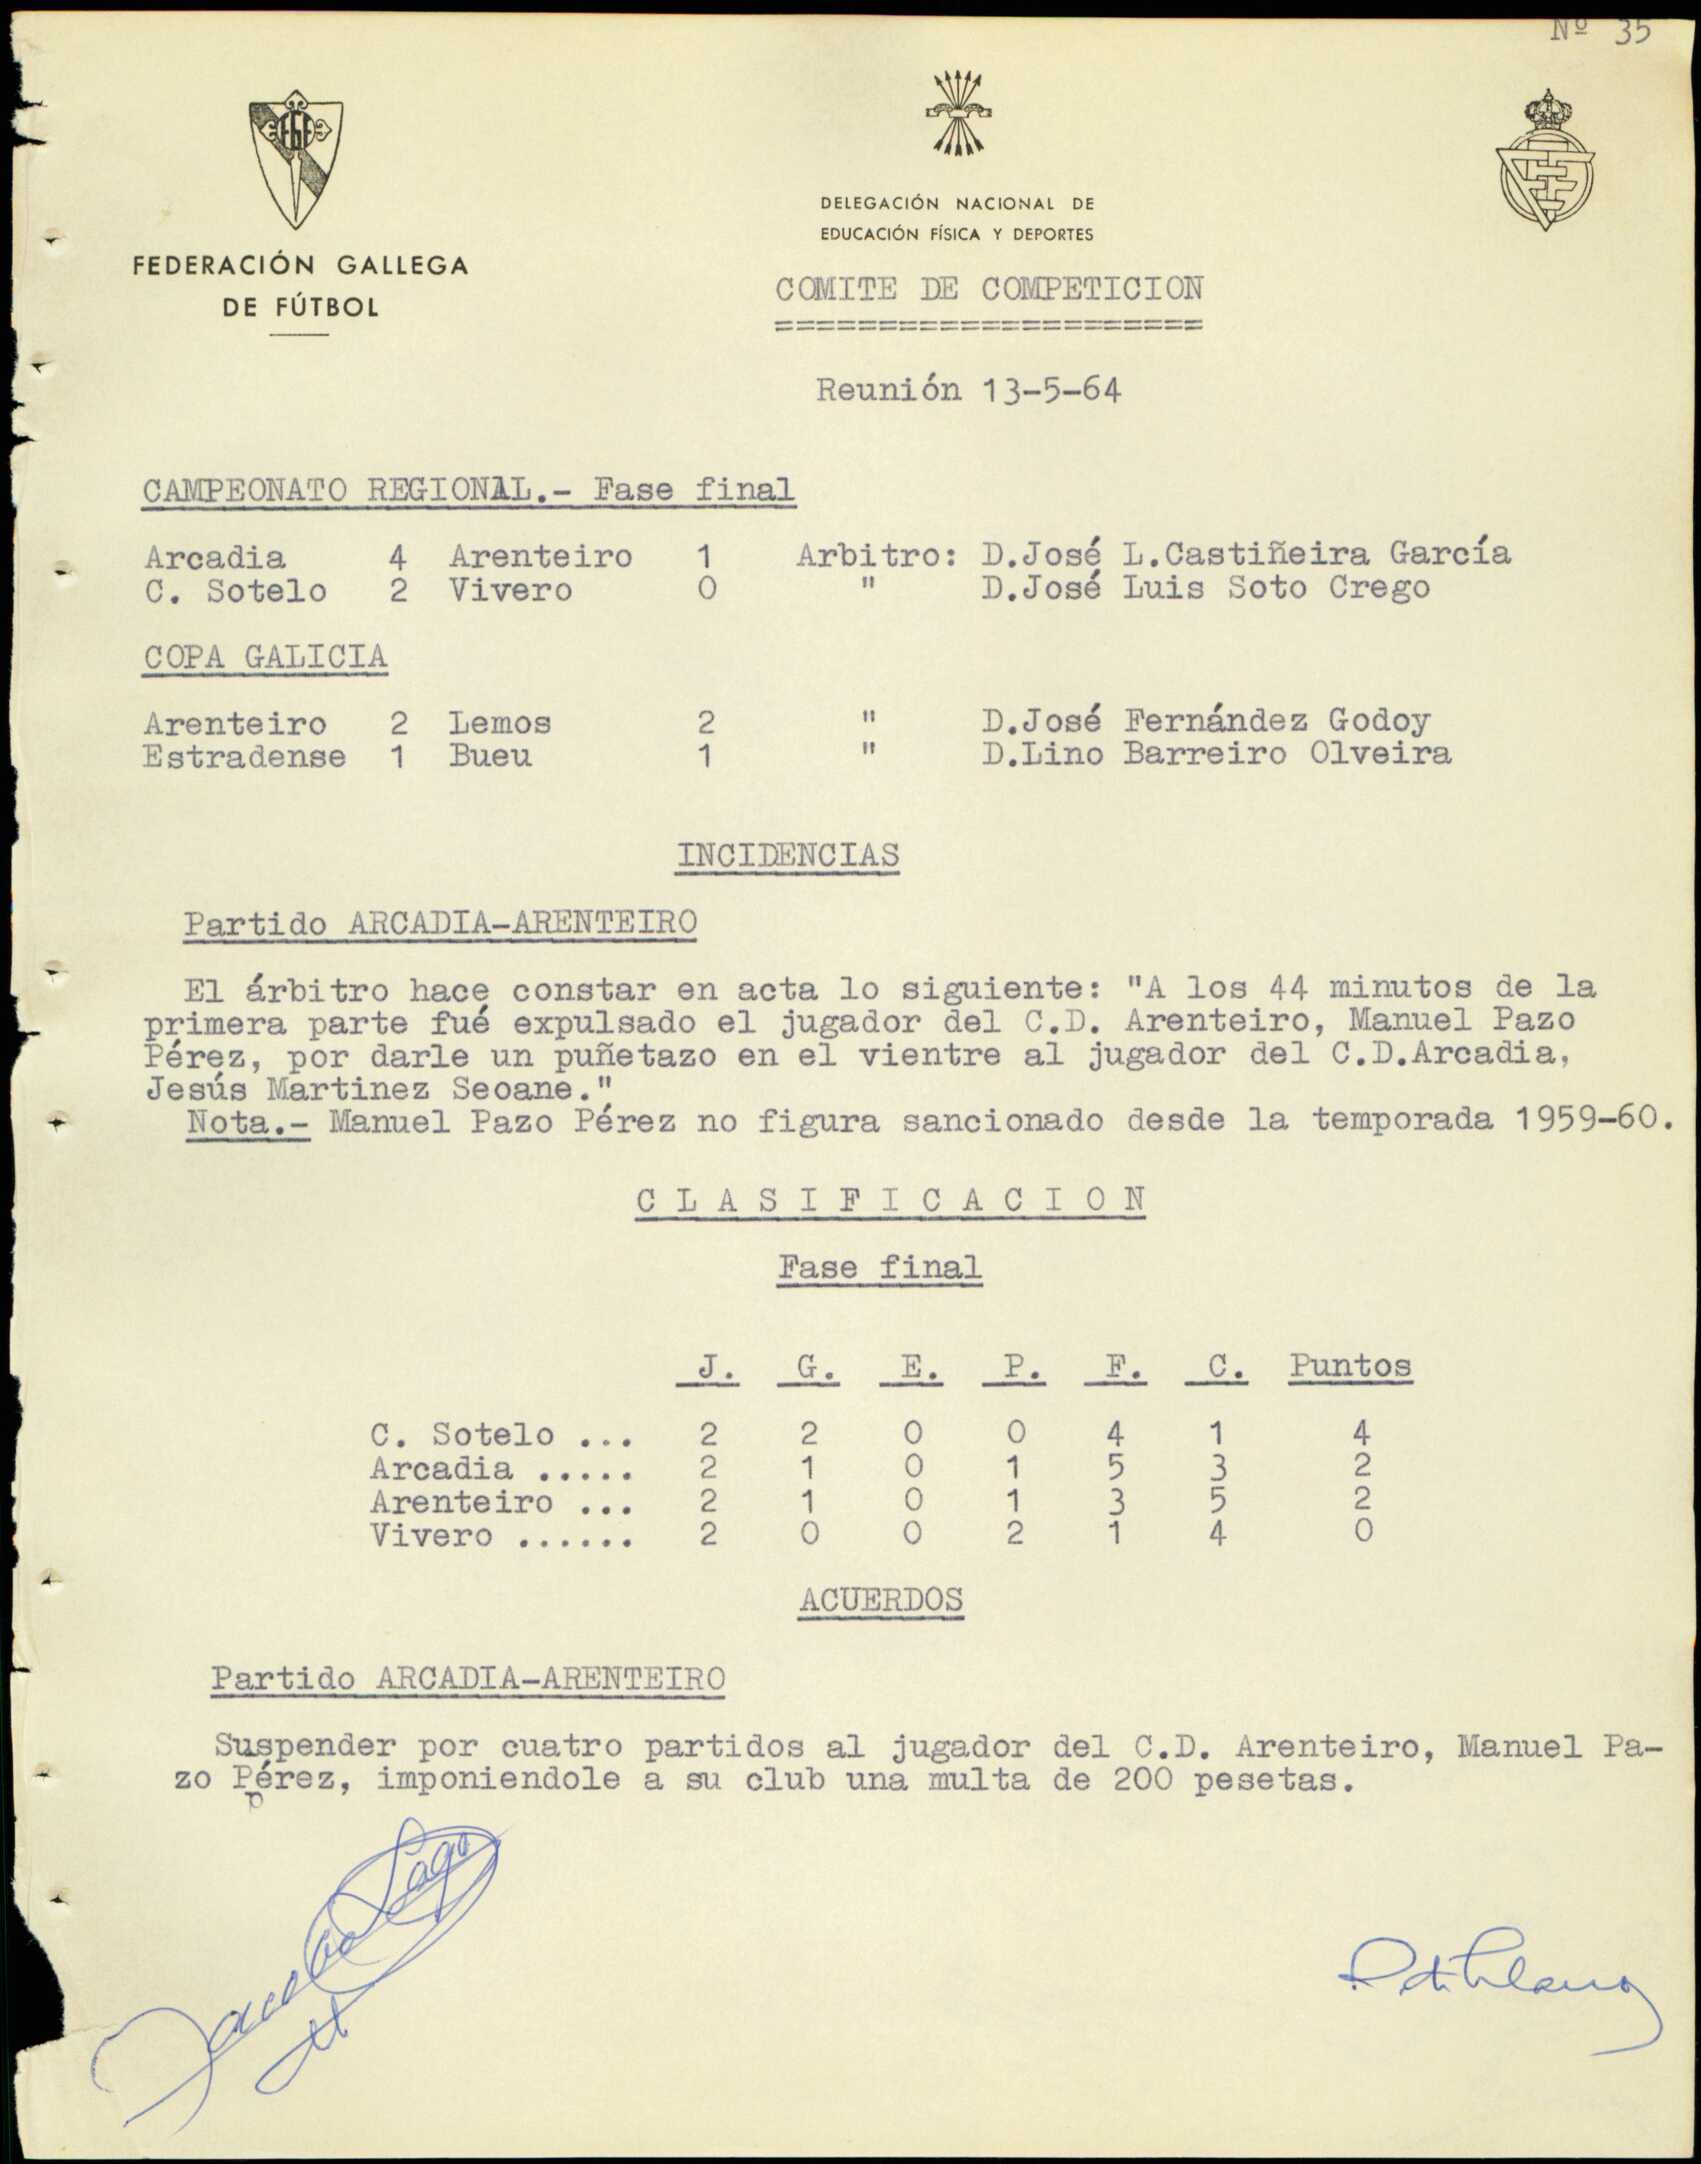 Nº 35
FGF
FEDERACIÓN GALLEGA
DE FÚTBOL
DELEGACIÓN NACIONAL DE
EDUCACIÓN FÍSICA Y DEPORTES
COMITE DE COMPETICION
=====================
Reunión 13-5-64
CAMPEONATO REGIONAL.- Fase final
Arcadia 4 Arenteiro 1 Arbitro: D.José L.Castiñeira García
C. Sotelo 2 Vivero 0 " D.José Luis Soto Crego
COPA GALICIA
Arenteiro 2 Lemos 2 " D.José Fernández Godoy
Estradense 1 Bueu 1 " D.Lino Barreiro Olveira
INCIDENCIAS
Partido ARCADIA-ARENTEIRO
El árbitro hace constar en acta lo siguiente: "A los 44 minutos de la
primera parte fué expulsado el jugador del C.D. Arenteiro, Manuel Pazo
Pérez, por darle un puñetazo en el vientre al jugador del C.D.Arcadia,
Jesús Martinez Seoane."
Nota.- Manuel Pazo Pérez no figura sancionado desde la temporada 1959-60.
C L A S I F I C A C I O N
Fase final
J. G. E. P. F. C. Puntos
C. Sotelo ... 2 2 0 0 4 1 4
Arcadia ..... 2 1 0 1 5 3 2
Arenteiro ... 2 1 0 1 3 5 2
Vivero ...... 2 0 0 2 1 4 0
ACUERDOS
Partido ARCADIA-ARENTEIRO
Suspender por cuatro partidos al jugador del C.D. Arenteiro, Manuel Pa-
zo Pérez, imponiendole a su club una multa de 200 pesetas.
p
Lago